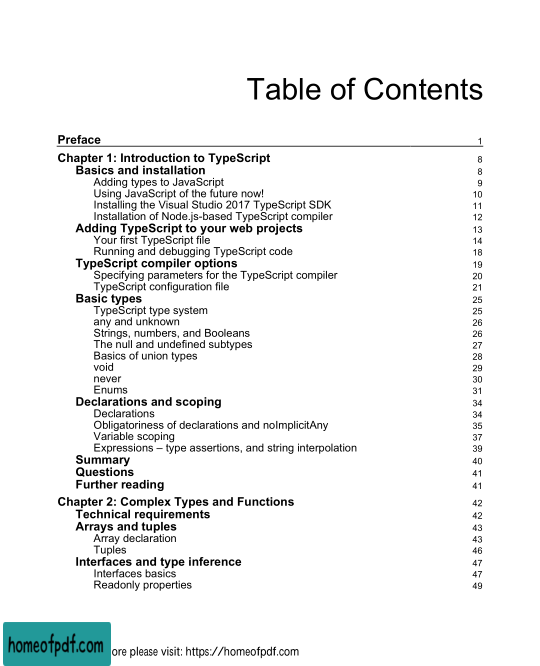 Table of Contents
Preface 1
Chapter 1: Introduction to TypeScript 8
Basics and installation 8
Adding types to JavaScript 9
Using JavaScript of the future now! 10
Installing the Visual Studio 2017 TypeScript SDK 11
Installation of Node.js-based TypeScript compiler 12
Adding TypeScript to your web projects 13
Your first TypeScript file 14
Running and debugging TypeScript code 18
TypeScript compiler options 19
Specifying parameters for the TypeScript compiler 20
TypeScript configuration file 21
Basic types 25
TypeScript type system 25
any and unknown 26
Strings, numbers, and Booleans 26
The null and undefined subtypes 27
Basics of union types 28
void 29
never 30
Enums 31
Declarations and scoping 34
Declarations 34
Obligatoriness of declarations and noImplicitAny 35
Variable scoping 37
Expressions – type assertions, and string interpolation 39
Summary 40
Questions 41
Further reading 41
Chapter 2: Complex Types and Functions 42
Technical requirements 42
Arrays and tuples 43
Array declaration 43
Tuples 46
Interfaces and type inference 47
Interfaces basics 47
Readonly properties 49
homeofpdf.com ore please visit: https://homeofpdf.com